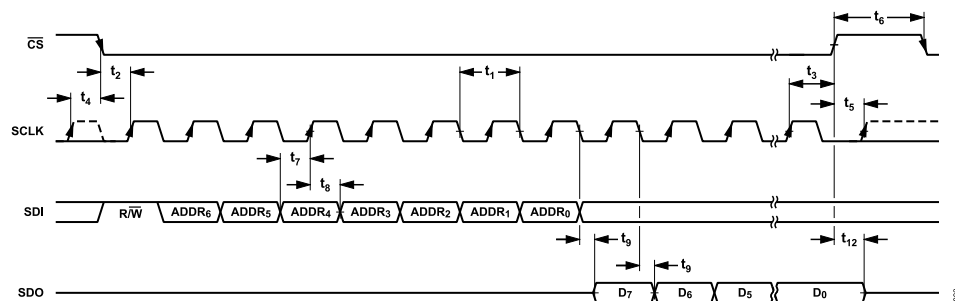 t6
CS
t2
t1
t3
t4
t5
SCLK
t7
t8
SDI
R/W
ADDR6
ADDR5
ADDR4
ADDR3
ADDR2
ADDR1
ADDR0
t9
t9
t12
SDO
D7
D6
D5
D0